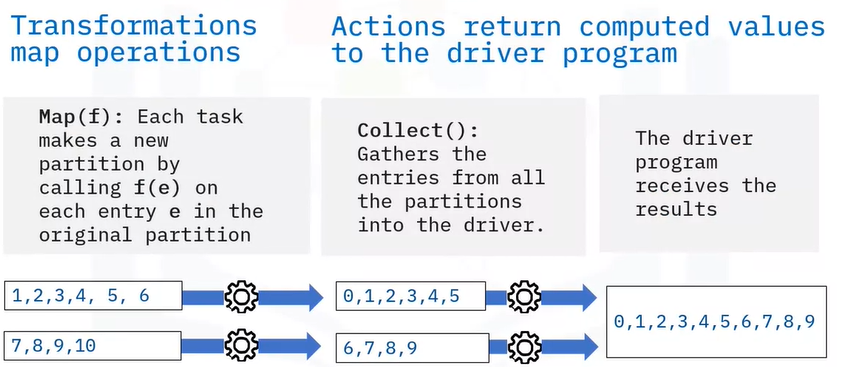 Transformations
map operations
Actions return computed values
to the driver program
Map(f): Each task
makes a new
partition by
calling f(e) on
each entry e in the
original partition
Collect():
Gathers the
entries from all
the partitions
into the driver.
The driver
program
receives the
results
1,2,3,4, 5, 6
0,1,2,3,4,5
7,8,9,10
6,7,8,9
0,1,2,3,4,5,6,7,8,9